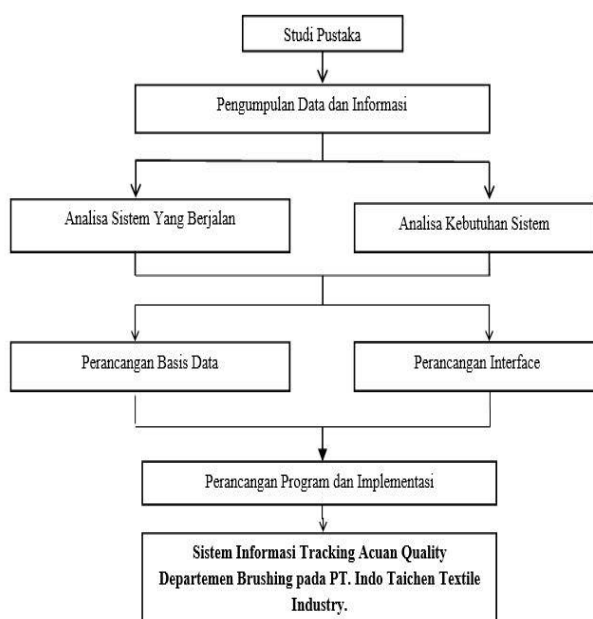 Studi Pustaka
Pengumpulan Data dan Informasi
Analisa Sistem Yang Berjalan
Analisa Kebutuhan Sistem
Perancangan Basis Data
Perancangan Interface
Perancangan Program dan Implementasi
Sistem Informasi Tracking Acuan Quality
Departemen Brushing pada PT. Indo Taichen Textile
Industry.